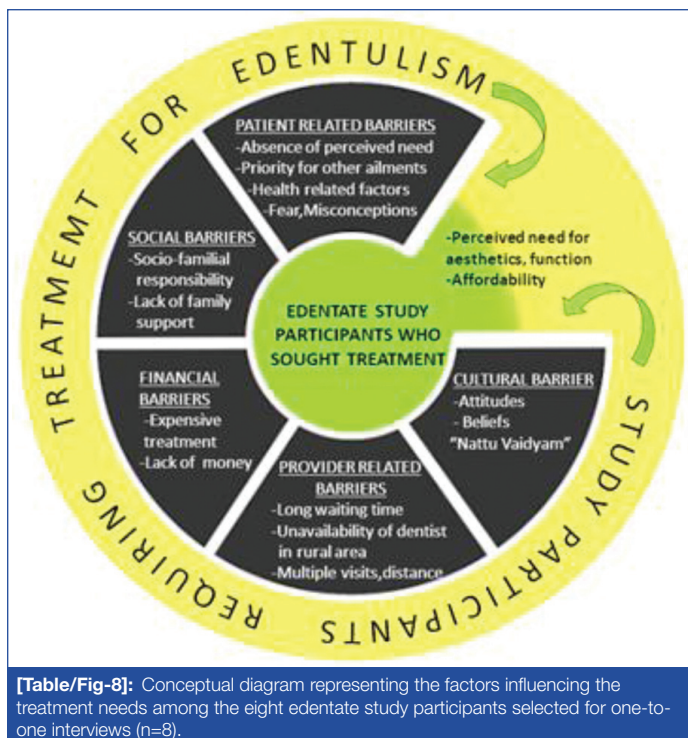 STUDY PARTICIPANTS REQUIRING TREATMEMT FOR EDENTULISM
PATIENT RELATED BARRIERS
-Absence of perceived need
-Priority for other ailments
-Health related factors
-Fear,Misconceptions
-Perceived need for
aesthetics, function
-Affordability
SOCIAL BARRIERS
-Socio-familial
responsibility
-Lack of family
support
EDENTATE STUDY
PARTICIPANTS WHO
SOUGHT TREATMENT
FINANCIAL
BARRIERS
-Expensive
treatment
-Lack of money
CULTURAL BARRIER
-Attitudes
- Beliefs
"Nattu Vaidyam"
PROVIDER RELATED
BARRIERS
-Long waiting time
-Unavailability of dentist
in rural area
-Multiple visits,distance
[Table/Fig-8]: Conceptual diagram representing the factors influencing the
treatment needs among the eight edentate study participants selected for one-to-
one interviews (n=8).